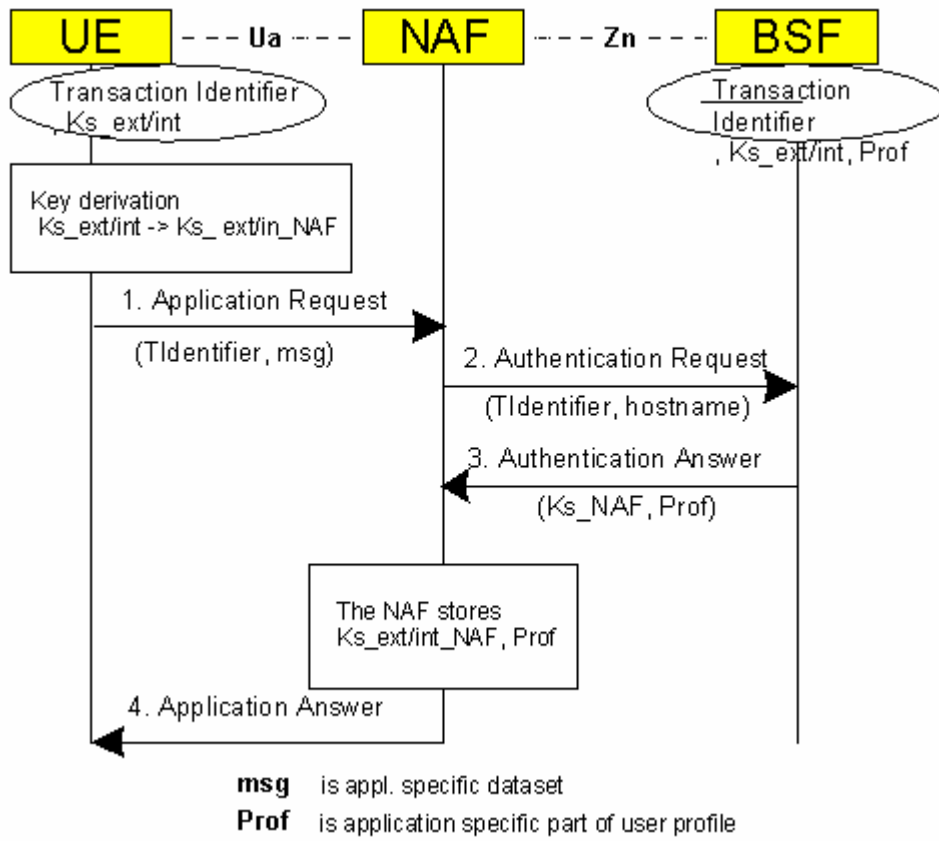 UE Ua NAF Zn BSF
Transaction Identifier
, Ks_ext/int
Transaction
Identifier
, Ks_ext/int, Prof
Key derivation
Ks_ext/int -> Ks_ ext/in_NAF
1. Application Request
(TIdentifier, msg)
2. Authentication Request
(TIdentifier, hostname)
3. Authentication Answer
(Ks_NAF, Prof)
The NAF stores
Ks_ext/int_NAF, Prof
4. Application Answer
msg is appl. specific dataset
Prof is application specific part of user profile